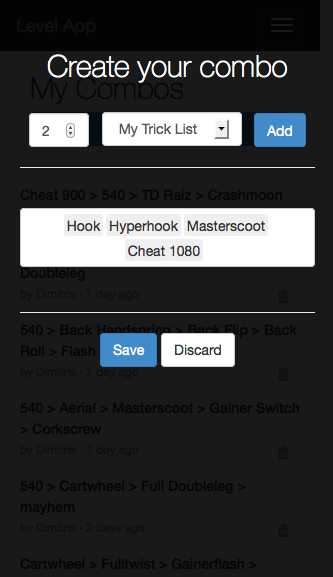 Level App
Create your combo
My Combos
2 My Trick List Add
Cheat 900 > 540 > TD Raiz > Crashmoon
Hook Hyperhook Masterscoot
Cheat 1080
Doubleleg
by Dimitris - 1 day ago
540 > Back Handspring > Back Flip > Back
Roll > Flash
Save Discard
by Dimitris - 1 day ago
540 > Aerial > Masterscoot > Gainer Switch
> Corkscrew
by Dimitris - 1 day ago
540 > Cartwheel > Full Doubleleg >
mayhem
by Dimitris - 2 days ago
Cartwheel > Fulltwist > Gainerflash >